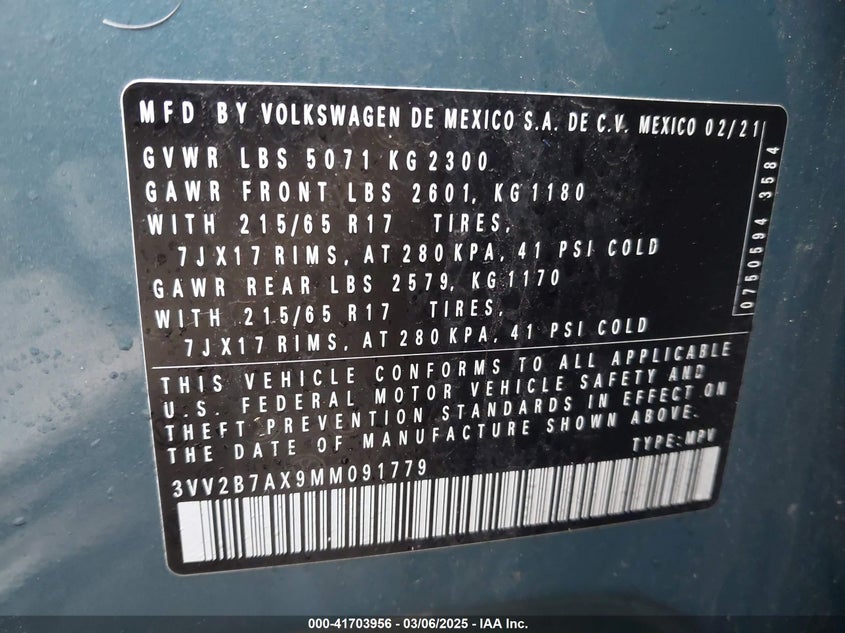 MFD BY VOLKSWAGEN DE MEXICO S.A. DE C.V. MEXICO 02/21
GVWR LBS 5071 KG 2300
GAWR FRONT LBS 2601, KG 1180
WITH 215/65 R17 TIRES,
7JX17 RIMS, AT 280 KPA, 41 PSI COLD
GAWR REAR LBS 2579, KG 1170
WITH 215/65 R17 TIRES,
7JX17 RIMS, AT 280 KPA, 41 PSI COLD
0750594 3584
THIS VEHICLE CONFORMS TO ALL APPLICABLE
U.S. FEDERAL MOTOR VEHICLE SAFETY AND
THEFT PREVENTION STANDARDS IN EFFECT ON
THE DATE OF MANUFACTURE SHOWN ABOVE.
TYPE: MPV
3VV2B7AX9MM091779
000-41703956 - 03/06/2025 - IAA Inc.